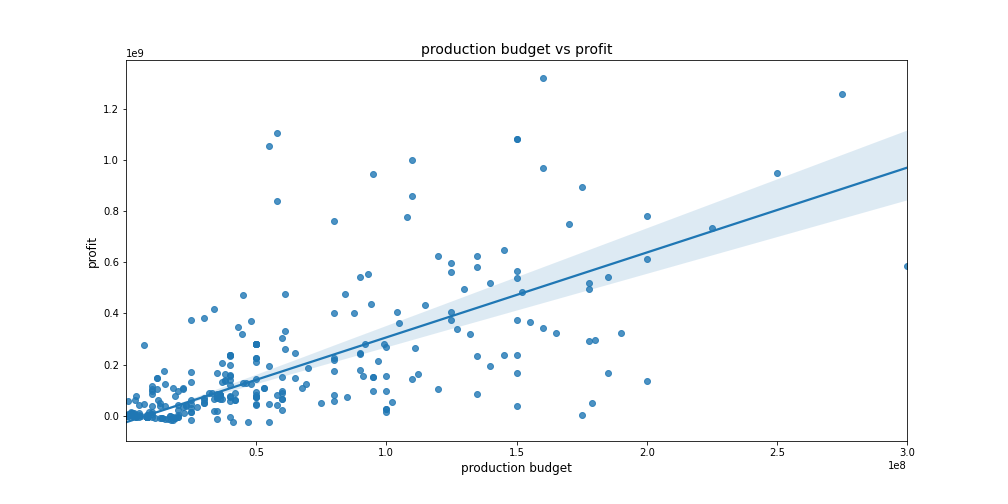 production budget vs profit
1e9
1.2
1.0
0.8
0.6
0.4
0.2
0.0
profit
0.5 1.0 1.5 2.0 2.5 3.0
production budget
1e8